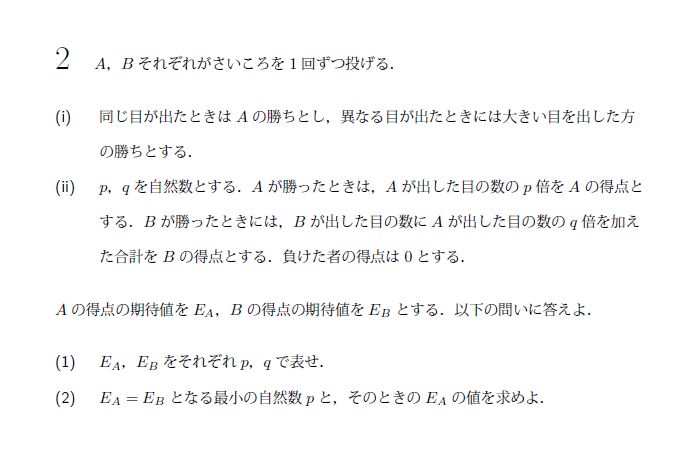 2 A，B それぞれがさいころを 1 回ずつ投げる．
(i) 同じ目が出たときは A の勝ちとし，異なる目が出たときには大きい目を出した方
の勝ちとする．
(ii) p，q を自然数とする．A が勝ったときは，A が出した目の数の p 倍を A の得点と
する．B が勝ったときには，B が出した目の数に A が出した目の数の q 倍を加え
た合計を B の得点とする．負けた者の得点は 0 とする．
A の得点の期待値を E_A，B の得点の期待値を E_B とする．以下の問いに答えよ．
(1) E_A，E_B をそれぞれ p，q で表せ．
(2) E_A = E_B となる最小の自然数 p と，そのときの E_A の値を求めよ．